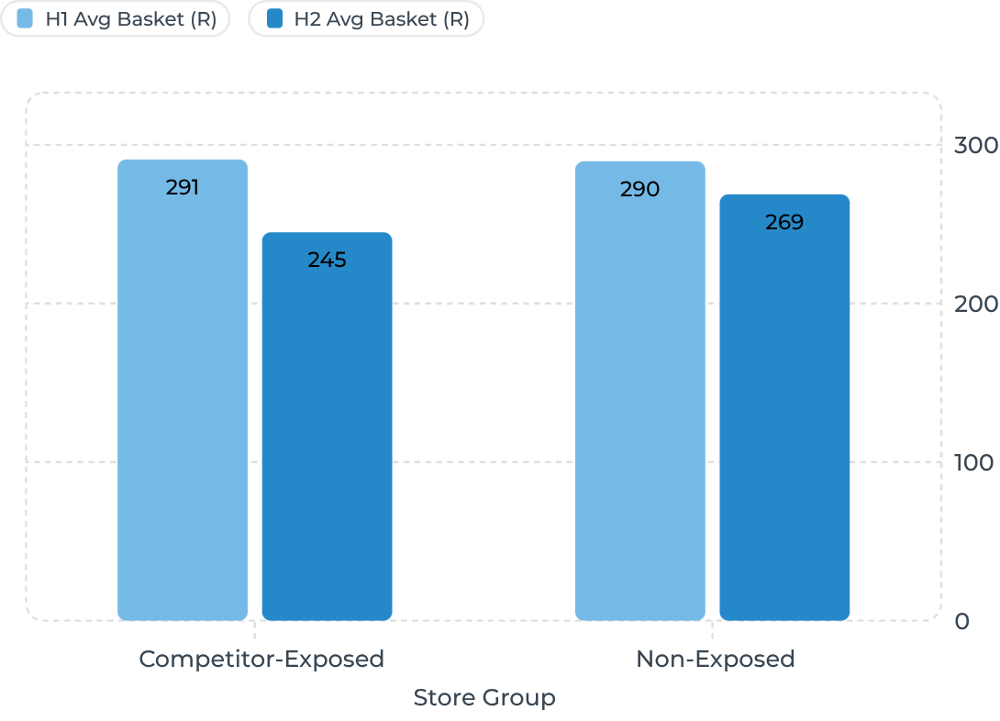 H1 Avg Basket (R) H2 Avg Basket (R)
300
291
290
269
245
200
100
0
Competitor-Exposed Non-Exposed
Store Group